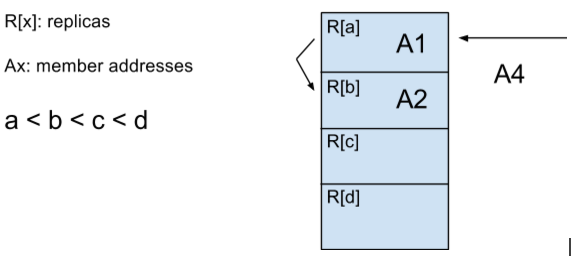 R[x]: replicas
Ax: member addresses
a < b < c < d
R[a]
A1
R[b]
A2
R[c]
R[d]
A4